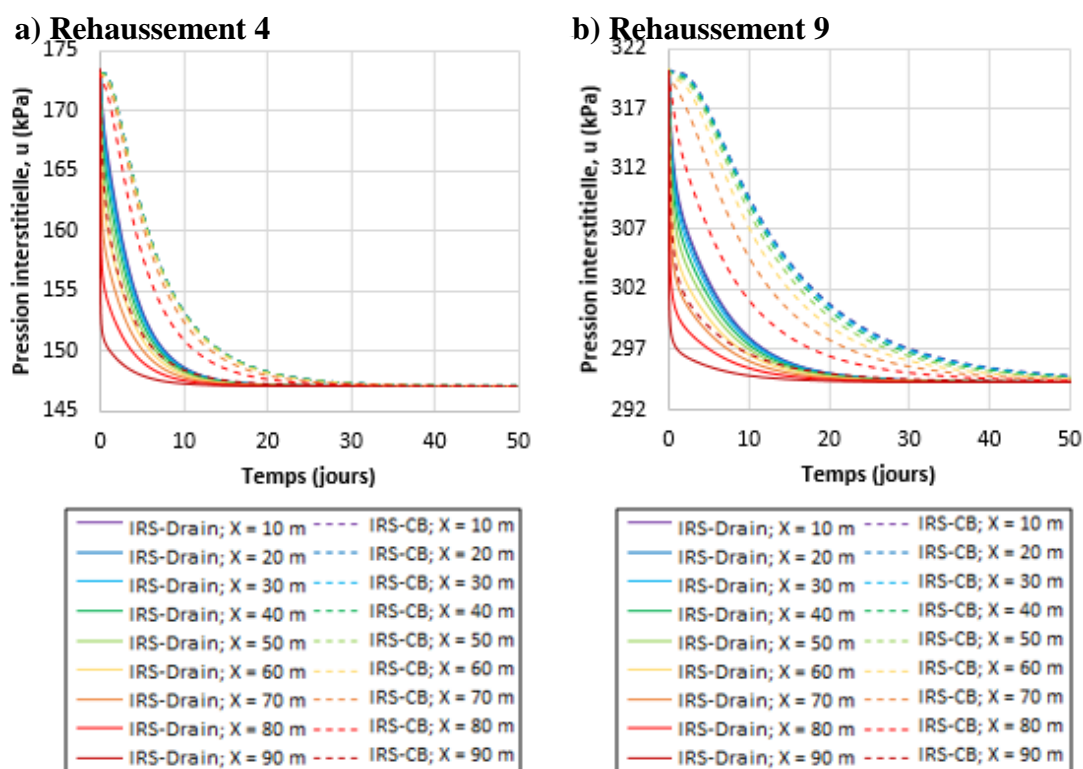 a) Rehaussement 4
b) Rehaussement 9
175
170
165
160
155
150
145
Pression interstitielle, u (kPa)
0 10 20 30 40 50
Temps (jours)
322
317
312
307
302
297
292
Pression interstitielle, u (kPa)
0 10 20 30 40 50
Temps (jours)
IRS-Drain; X = 10 m IRS-CB; X = 10 m
IRS-Drain; X = 20 m IRS-CB; X = 20 m
IRS-Drain; X = 30 m IRS-CB; X = 30 m
IRS-Drain; X = 40 m IRS-CB; X = 40 m
IRS-Drain; X = 50 m IRS-CB; X = 50 m
IRS-Drain; X = 60 m IRS-CB; X = 60 m
IRS-Drain; X = 70 m IRS-CB; X = 70 m
IRS-Drain; X = 80 m IRS-CB; X = 80 m
IRS-Drain; X = 90 m IRS-CB; X = 90 m
IRS-Drain; X = 10 m IRS-CB; X = 10 m
IRS-Drain; X = 20 m IRS-CB; X = 20 m
IRS-Drain; X = 30 m IRS-CB; X = 30 m
IRS-Drain; X = 40 m IRS-CB; X = 40 m
IRS-Drain; X = 50 m IRS-CB; X = 50 m
IRS-Drain; X = 60 m IRS-CB; X = 60 m
IRS-Drain; X = 70 m IRS-CB; X = 70 m
IRS-Drain; X = 80 m IRS-CB; X = 80 m
IRS-Drain; X = 90 m IRS-CB; X = 90 m